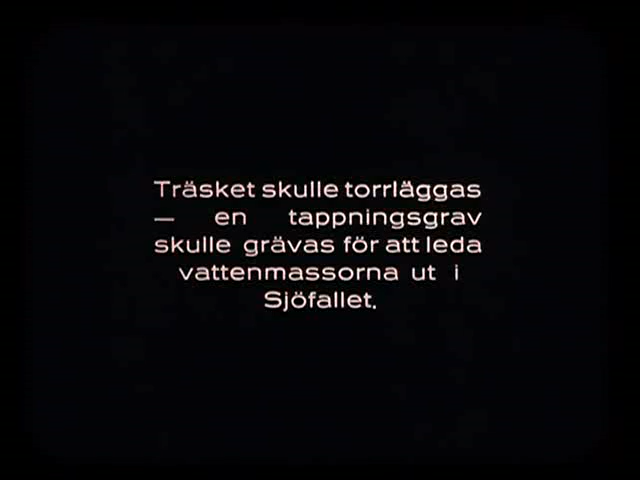 Träsket skulle torrläggas
— en tappningsgrav
skulle grävas för att leda
vattenmassorna ut i
Sjöfallet.